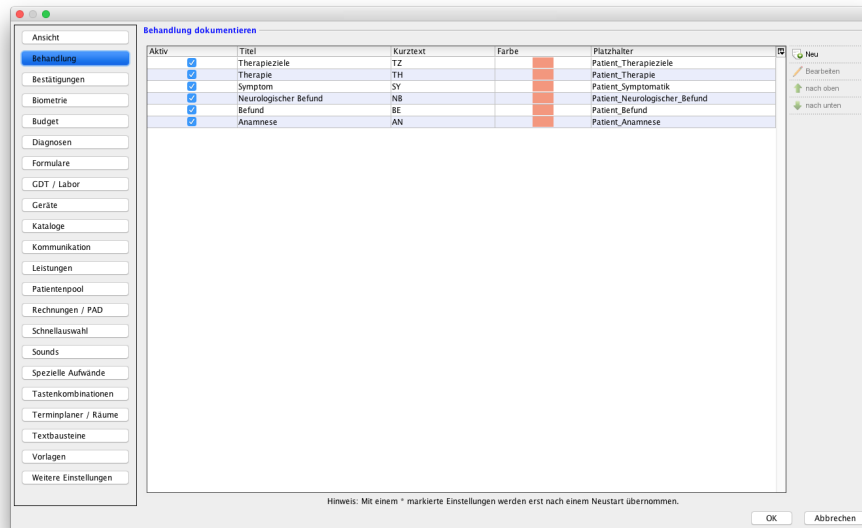 Behandlung dokumentieren
Ansicht
Behandlung
Bestätigungen
Biometrie
Budget
Diagnosen
Formulare
GDT / Labor
Geräte
Kataloge
Kommunikation
Leistungen
Patientenpool
Rechnungen / PAD
Schnellauswahl
Sounds
Spezielle Aufwände
Tastenkombinationen
Terminplaner / Räume
Textbausteine
Vorlagen
Weitere Einstellungen
Aktiv Titel Kurztext Farbe Platzhalter
Therapieziele TZ Patient_Therapieziele
Therapie TH Patient_Therapie
Symptom SY Patient_Symptomatik
Neurologischer Befund NB Patient_Neurologischer_Befund
Befund BE Patient_Befund
Anamnese AN Patient_Anamnese
Neu
Bearbeiten
nach oben
nach unten
Hinweis: Mit einem * markierte Einstellungen werden erst nach einem Neustart übernommen.
OK Abbrechen